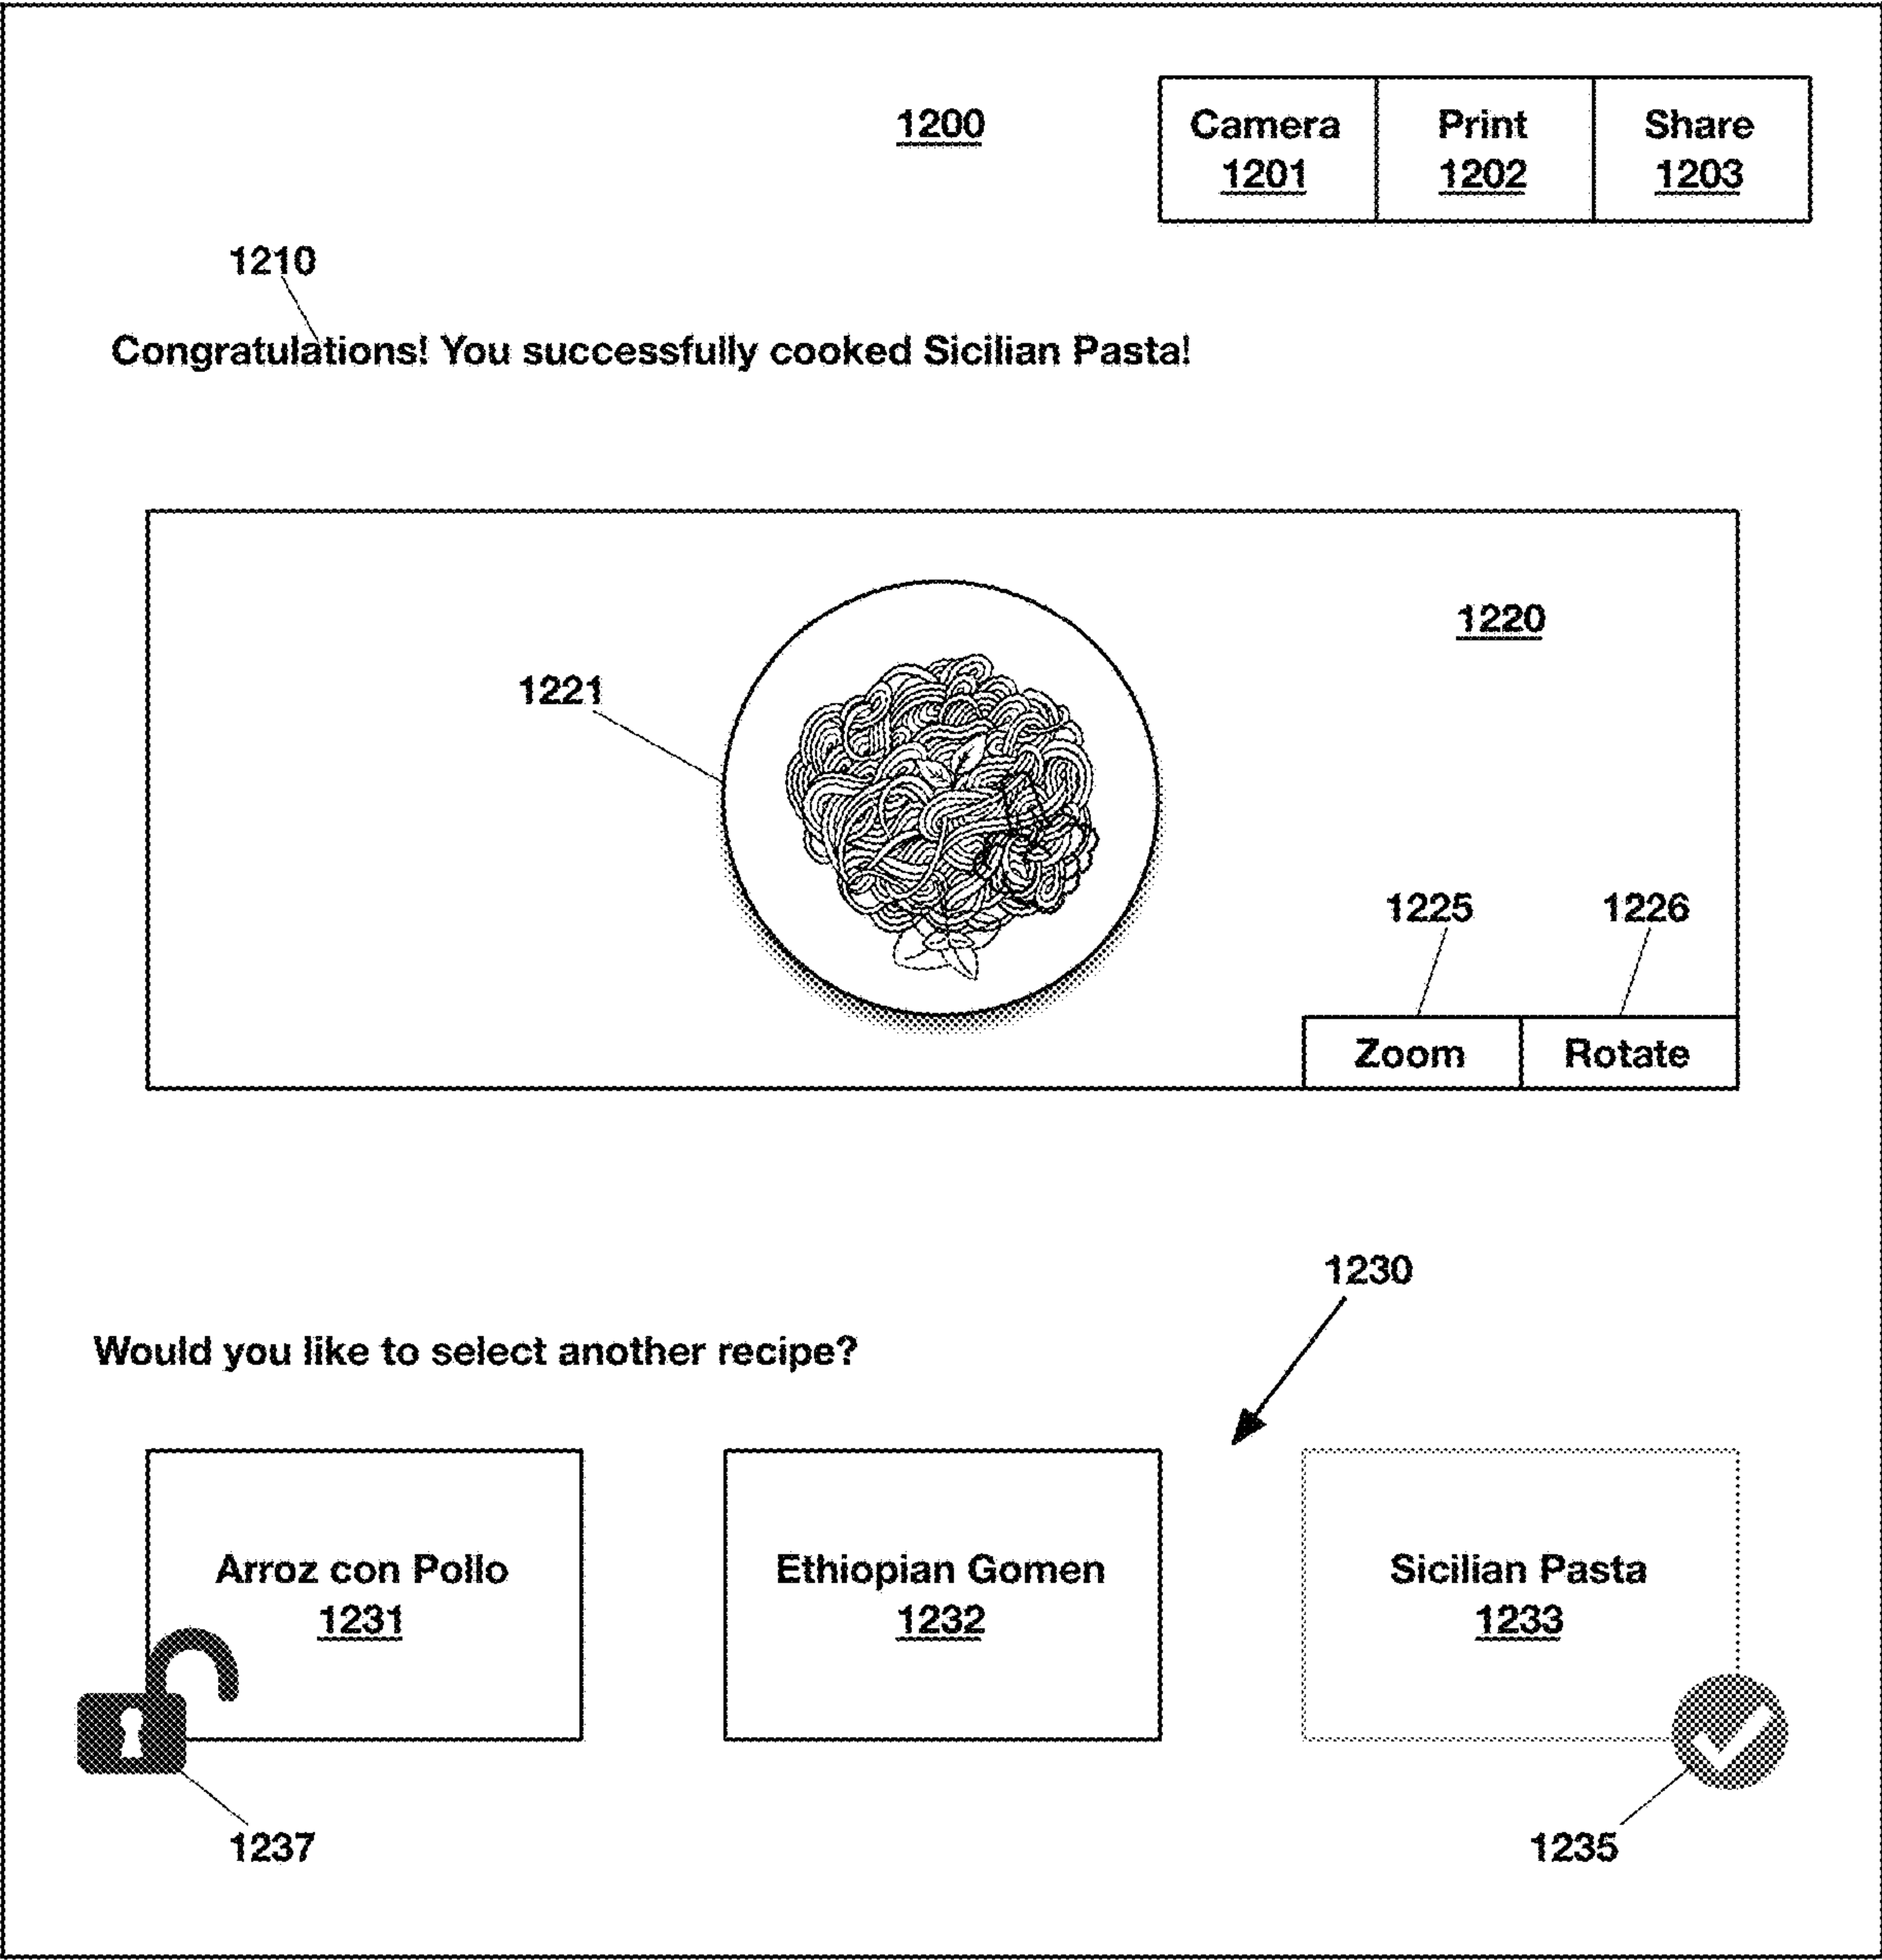 1200
Camera
1201
Print
1202
Share
1203
1210
Congratulations! You successfully cooked Sicilian Pasta!
1220
1221
1225
1226
Zoom
Rotate
1230
Would you like to select another recipe?
Arroz con Pollo
1231
Ethiopian Gomen
1232
Sicilian Pasta
1233
1237
1235